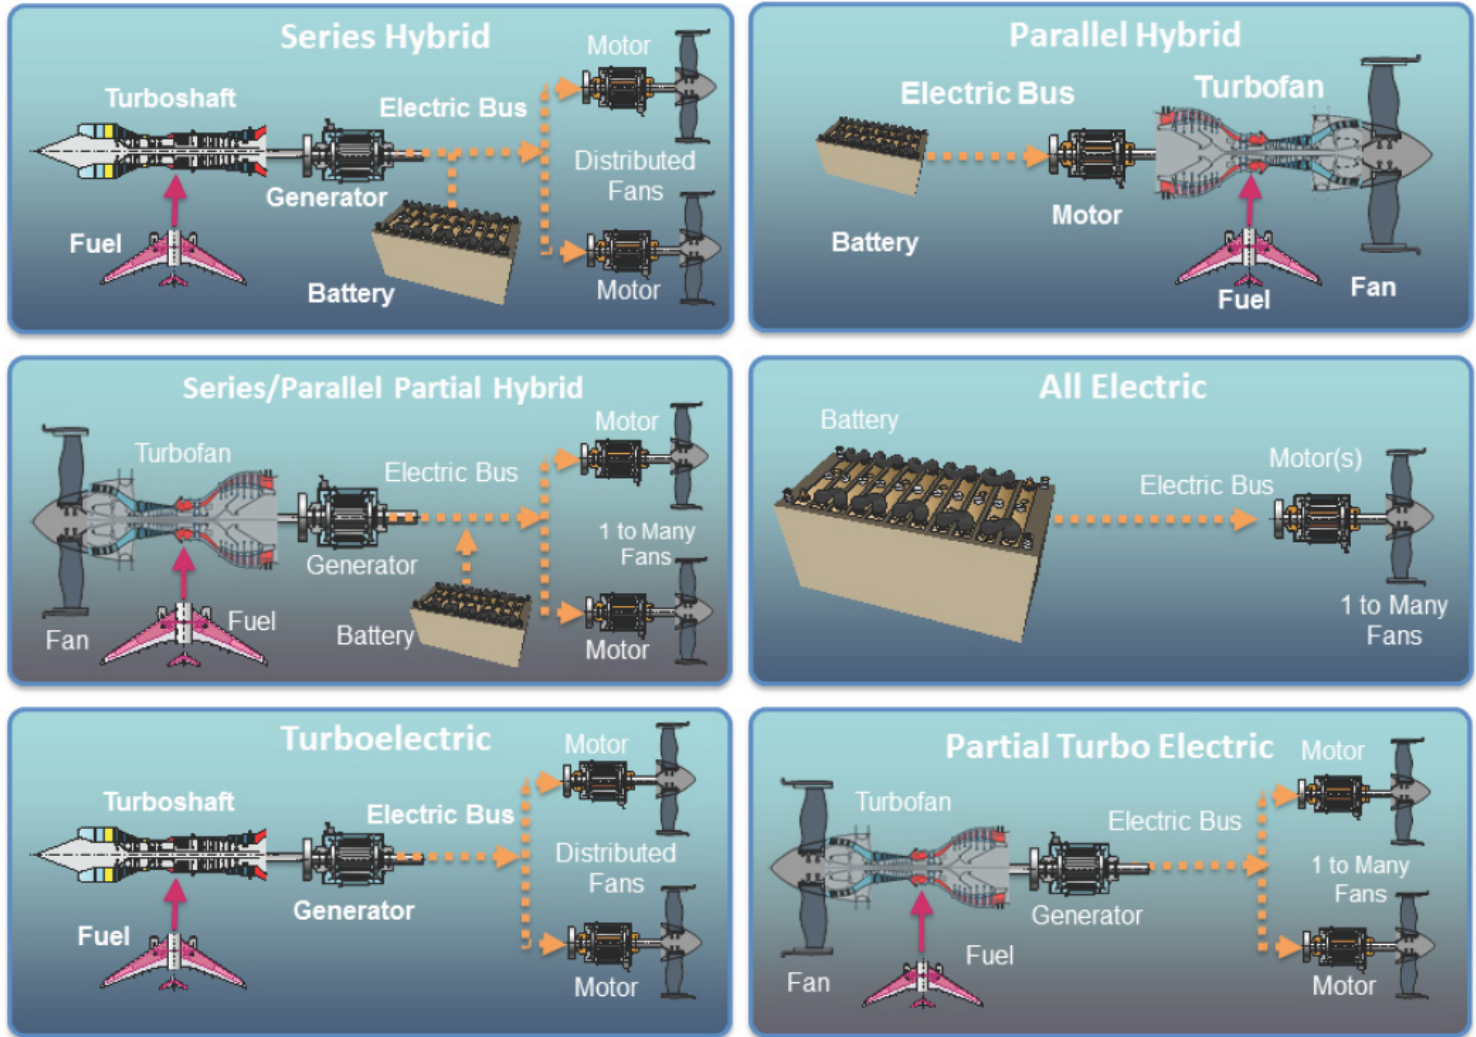 Series Hybrid
Motor
Turboshaft
Electric Bus
Distributed
Fans
Generator
Fuel
Battery
Motor
Parallel Hybrid
Electric Bus
Turbofan
Motor
Battery
Fuel
Fan
Series/Parallel Partial Hybrid
Motor
Turbofan
Electric Bus
1 to Many
Fans
Generator
Fuel
Fan
Battery
Motor
All Electric
Battery
Motor(s)
Electric Bus
1 to Many
Fans
Turboelectric
Motor
Turboshaft
Electric Bus
Distributed
Fans
Generator
Fuel
Motor
Partial Turbo Electric
Motor
Turbofan
Electric Bus
1 to Many
Fans
Generator
Fuel
Fan
Motor